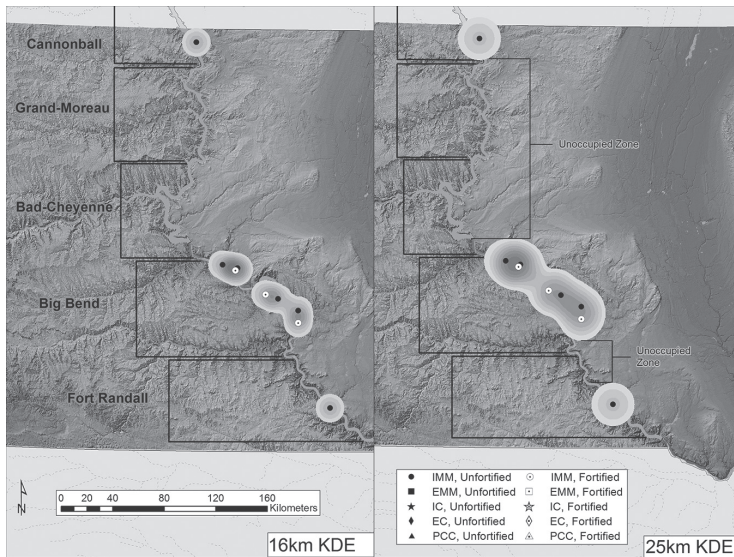 Cannonball
Grand-Moreau
Bad-Cheyenne
Big Bend
Fort Randall
N
0 10 20 40 80 120 160
Kilometers
16km KDE
Unoccupied Zone
Unoccupied
Zone
IMM, Unfortified
EMM, Unfortified
IC, Unfortified
EC, Unfortified
PCC, Unfortified
IMM, Fortified
EMM, Fortified
IC, Fortified
EC, Fortified
PCC, Fortified
25km KDE